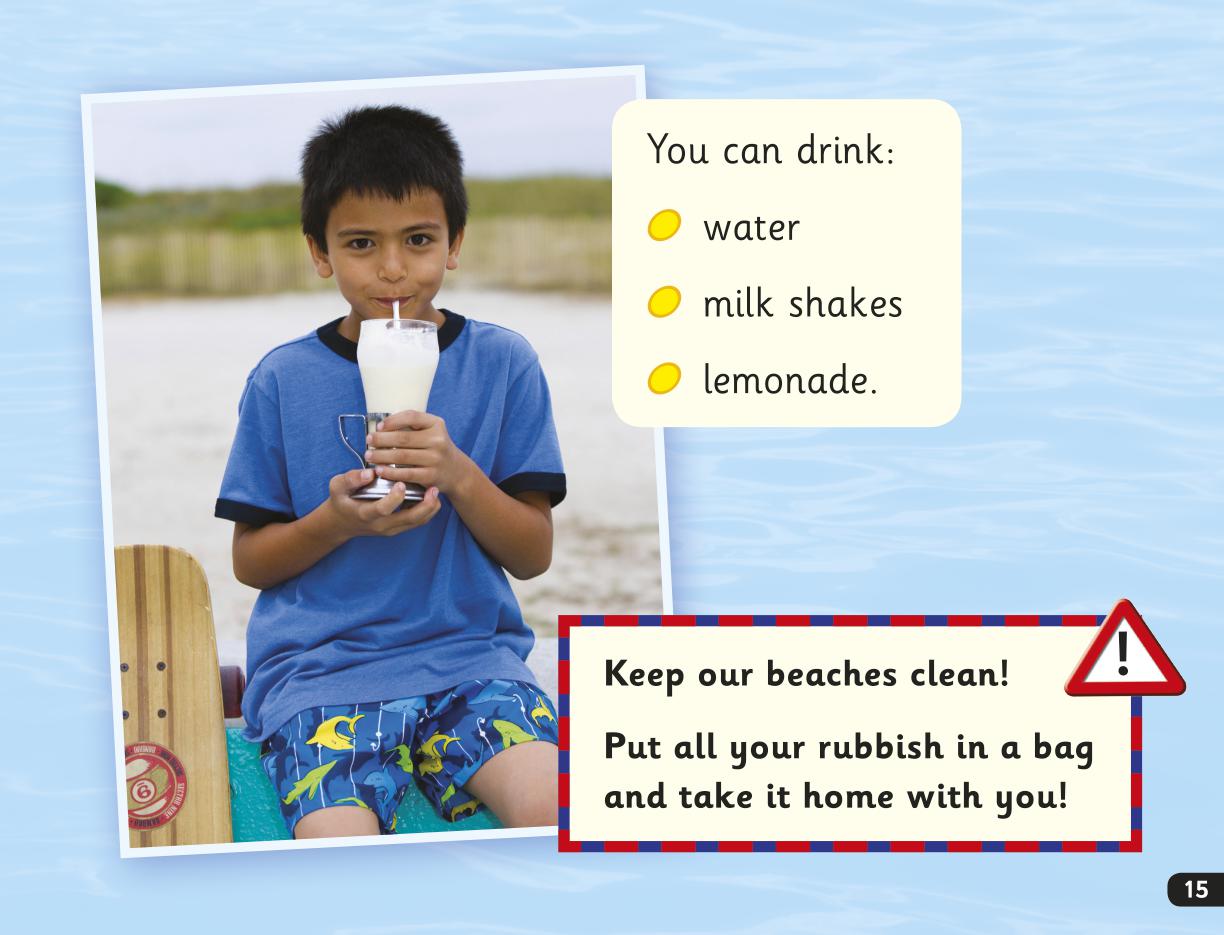 You can drink:
water
milk shakes
lemonade.
Keep our beaches clean!
Put all your rubbish in a bag
and take it home with you!
15